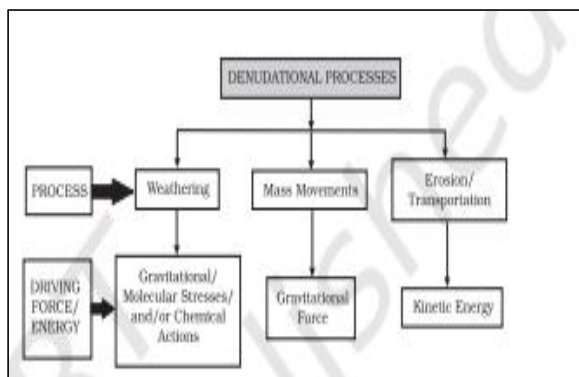 DENUDATIONAL PROCESSES
PROCESS
Weathering
Mass Movements
Erosion/
Transportation
DRIVING
FORCE/
ENERGY
Gravitational/
Molecular Stresses/
and/or Chemical
Actions
Gravitational
Force
Kinetic Energy